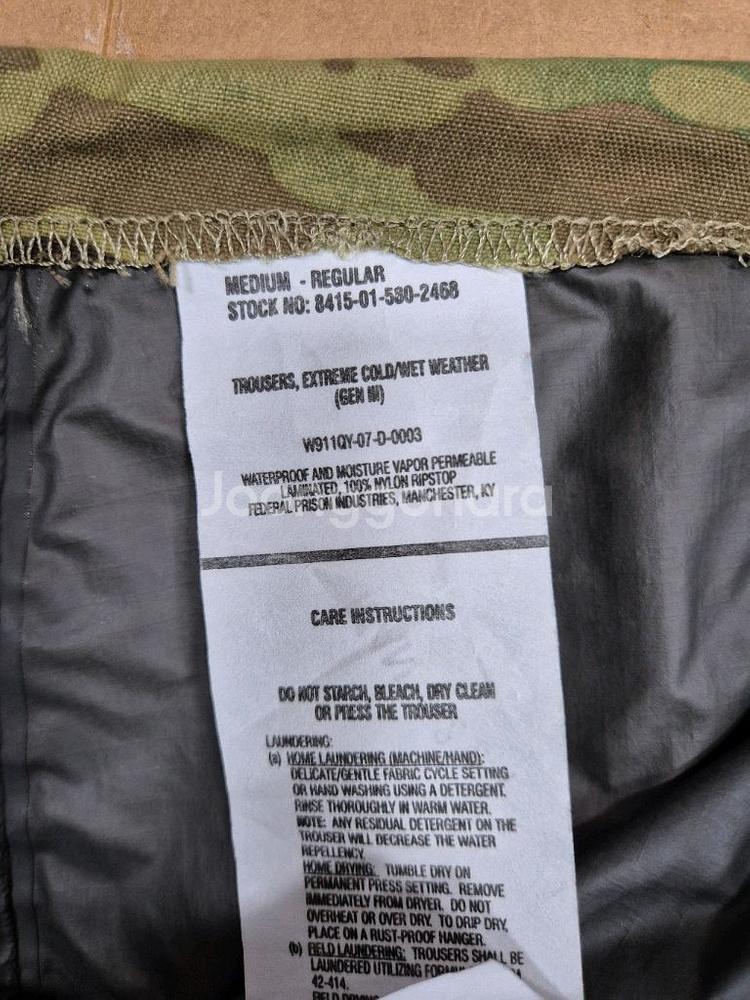 MEDIUM - REGULAR
STOCK NO: 8415-01-580-2468
TROUSERS, EXTREME COLD/WET WEATHER
(GEN III)
W911QY-07-D-0003
WATERPROOF AND MOISTURE VAPOR PERMEABLE
LAMINATED, 100% NYLON RIPSTOP
FEDERAL PRISON INDUSTRIES, MANCHESTER, KY
Joonggonara
CARE INSTRUCTIONS
DO NOT STARCH, BLEACH, DRY CLEAN
OR PRESS THE TROUSER
LAUNDERING:
(a) HOME LAUNDERING (MACHINE/HAND):
DELICATE/GENTLE FABRIC CYCLE SETTING
OR HAND WASHING USING A DETERGENT.
RINSE THOROUGHLY IN WARM WATER.
NOTE: ANY RESIDUAL DETERGENT ON THE
TROUSER WILL DECREASE THE WATER
REPELLENCY.
HOME DRYING: TUMBLE DRY ON
PERMANENT PRESS SETTING. REMOVE
IMMEDIATELY FROM DRYER. DO NOT
OVERHEAT OR OVER DRY. TO DRIP DRY,
PLACE ON A RUST-PROOF HANGER.
(b) FIELD LAUNDERING: TROUSERS SHALL BE
LAUNDERED UTILIZING
42-414.